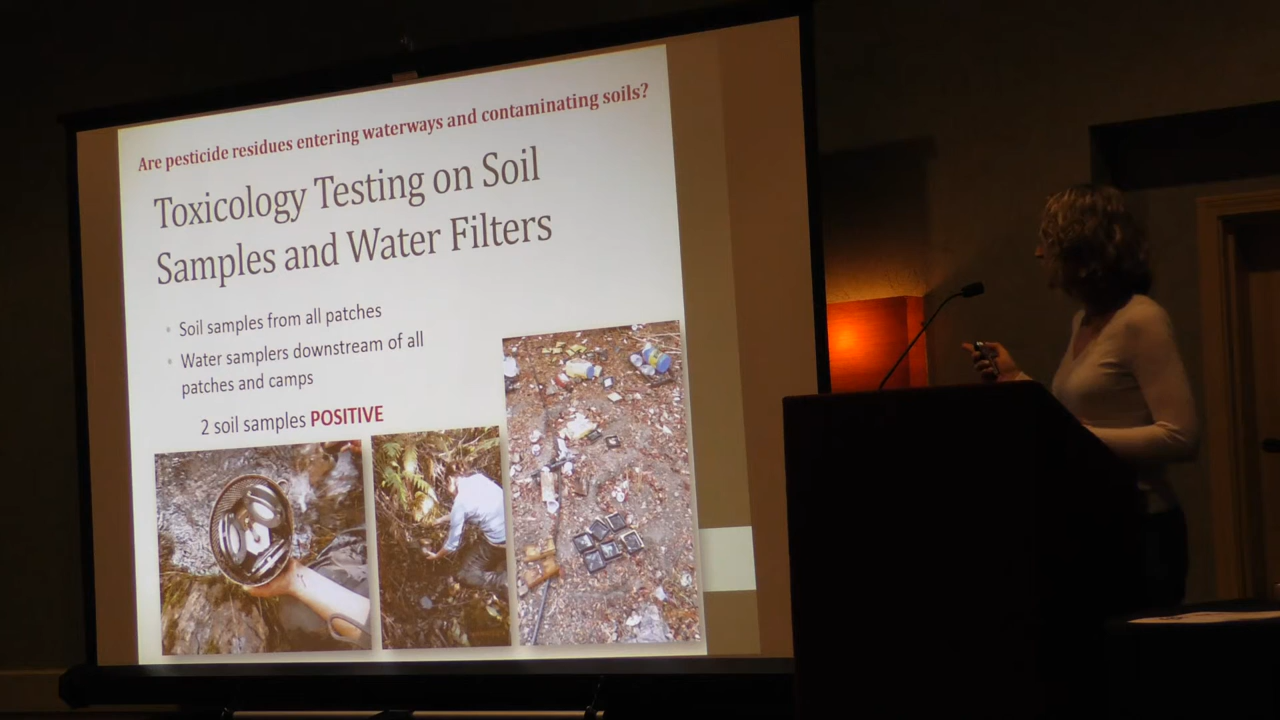 Are pesticide residues entering waterways and contaminating soils?
Toxicology Testing on Soil
Samples and Water Filters
Soil samples from all patches
Water samplers downstream of all
patches and camps
2 soil samples POSITIVE